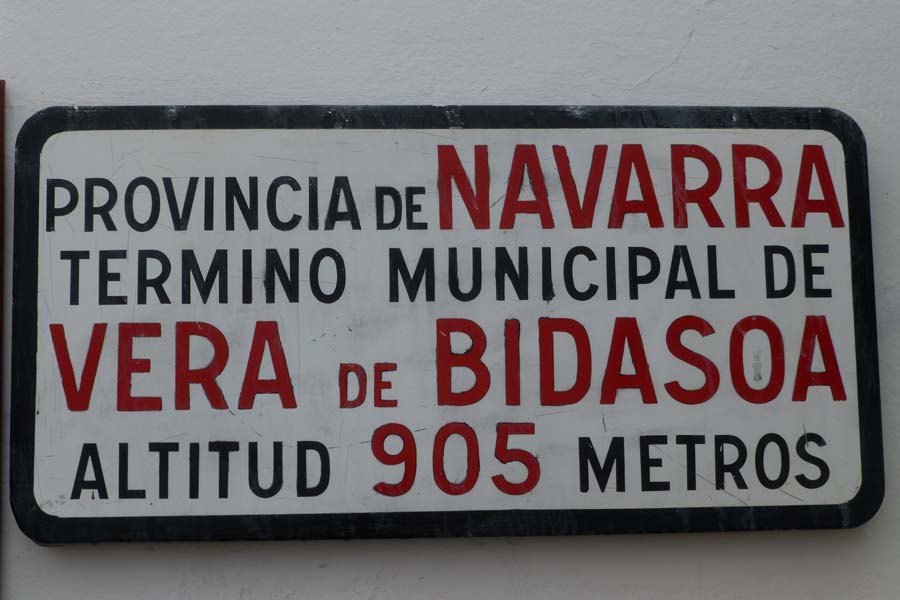 PROVINCIA DE NAVARRA
TERMINO MUNICIPAL DE
VERA DE BIDASOA
ALTITUD 905 METROS